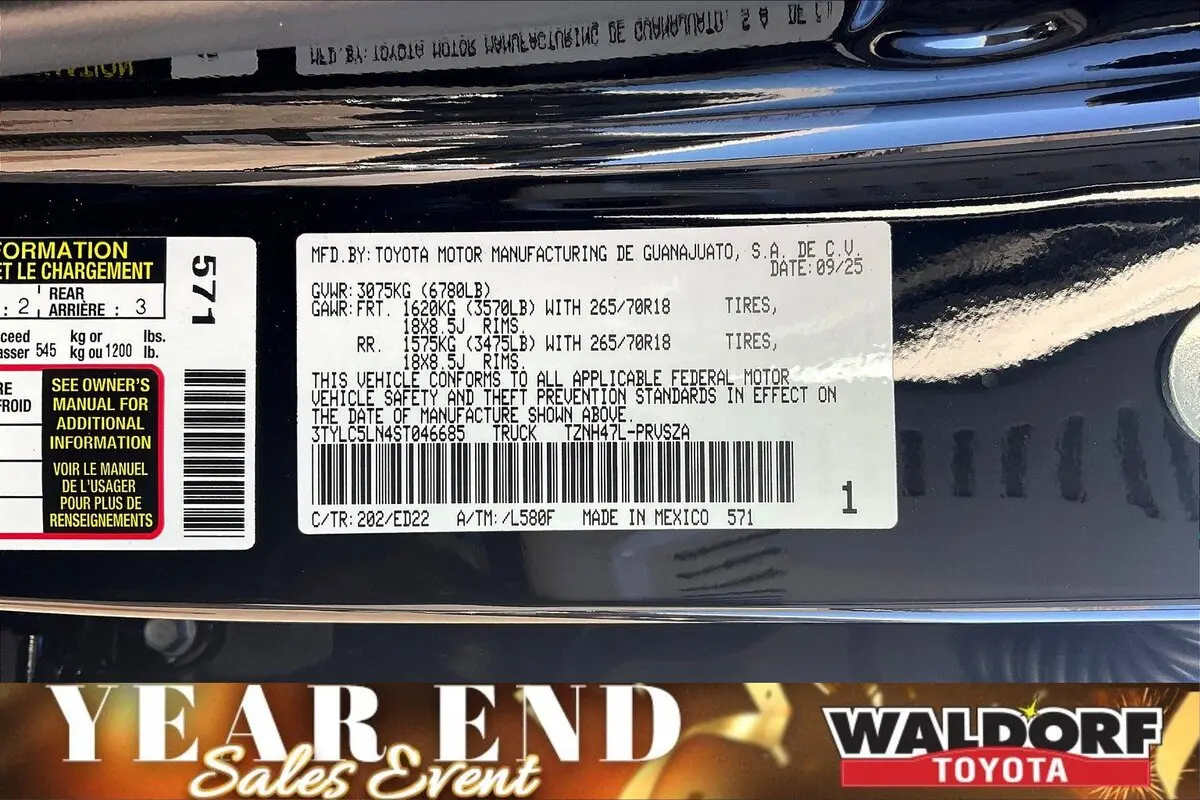 MFD.BY: TOYOTA MOTOR MANUFACTURING DE GUANAJUATO, S.A. DE C.
FORMATION
ET LE CHARGEMENT
: 2 REAR
ARRIÈRE : 3
kg or lbs.
545 kg ou 1200 lb.
FROID
SEE OWNER'S
MANUAL FOR
ADDITIONAL
INFORMATION
VOIR LE MANUEL
DE L'USAGER
POUR PLUS DE
RENSEIGNEMENTS
571
MFD.BY: TOYOTA MOTOR MANUFACTURING DE GUANAJUATO, S.A. DE C.V.
DATE: 09/25
GVWR: 3075KG (6780LB)
GAWR: FRT. 1620KG (3570LB) WITH 265/70R18 TIRES,
18X8.5J RIMS.
RR. 1575KG (3475LB) WITH 265/70R18 TIRES,
18X8.5J RIMS.
THIS VEHICLE CONFORMS TO ALL APPLICABLE FEDERAL MOTOR
VEHICLE SAFETY AND THEFT PREVENTION STANDARDS IN EFFECT ON
THE DATE OF MANUFACTURE SHOWN ABOVE.
3TYLC5LN4ST046685 TRUCK TZNH47L-PRVSZA
C/TR: 202/ED22 A/TM: /L580F MADE IN MEXICO 571
1
YEAR END
Sales Event
WALDORF
TOYOTA